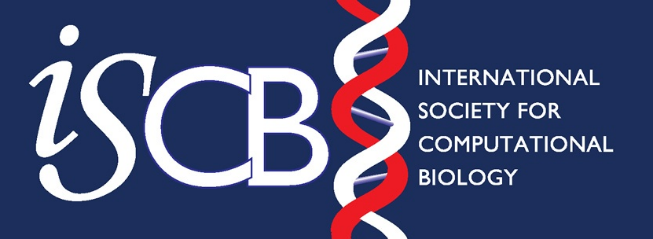 iSCB
INTERNATIONAL
SOCIETY FOR
COMPUTATIONAL
BIOLOGY